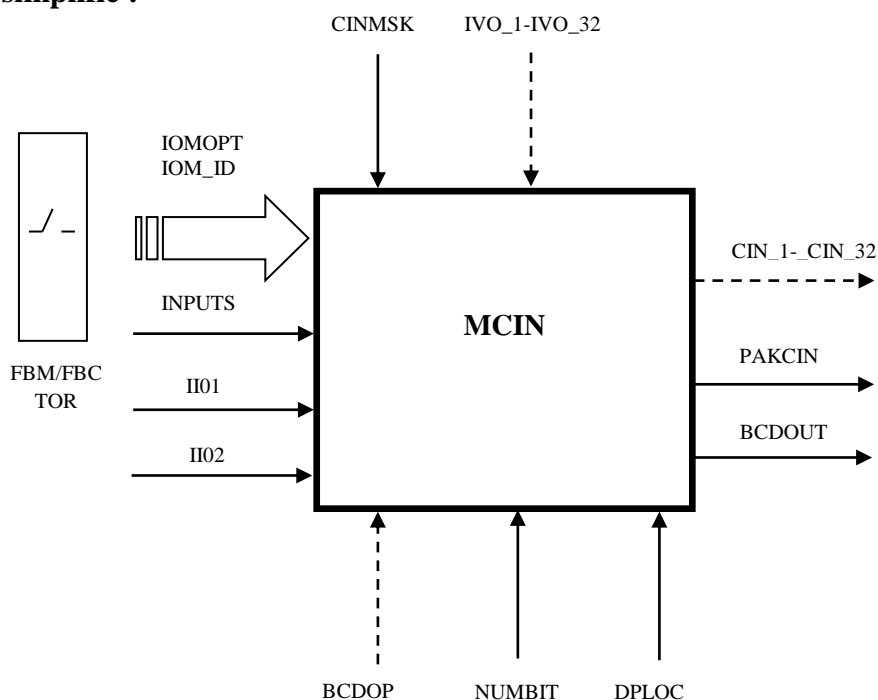 CINMSK IVO_1-IVO_32
IOMOPT
IOM_ID
CIN_1-_CIN_32
INPUTS
MCIN
PAKCIN
FBM/FBC
TOR
II01
BCDOUT
II02
BCDOP NUMBIT DPLOC